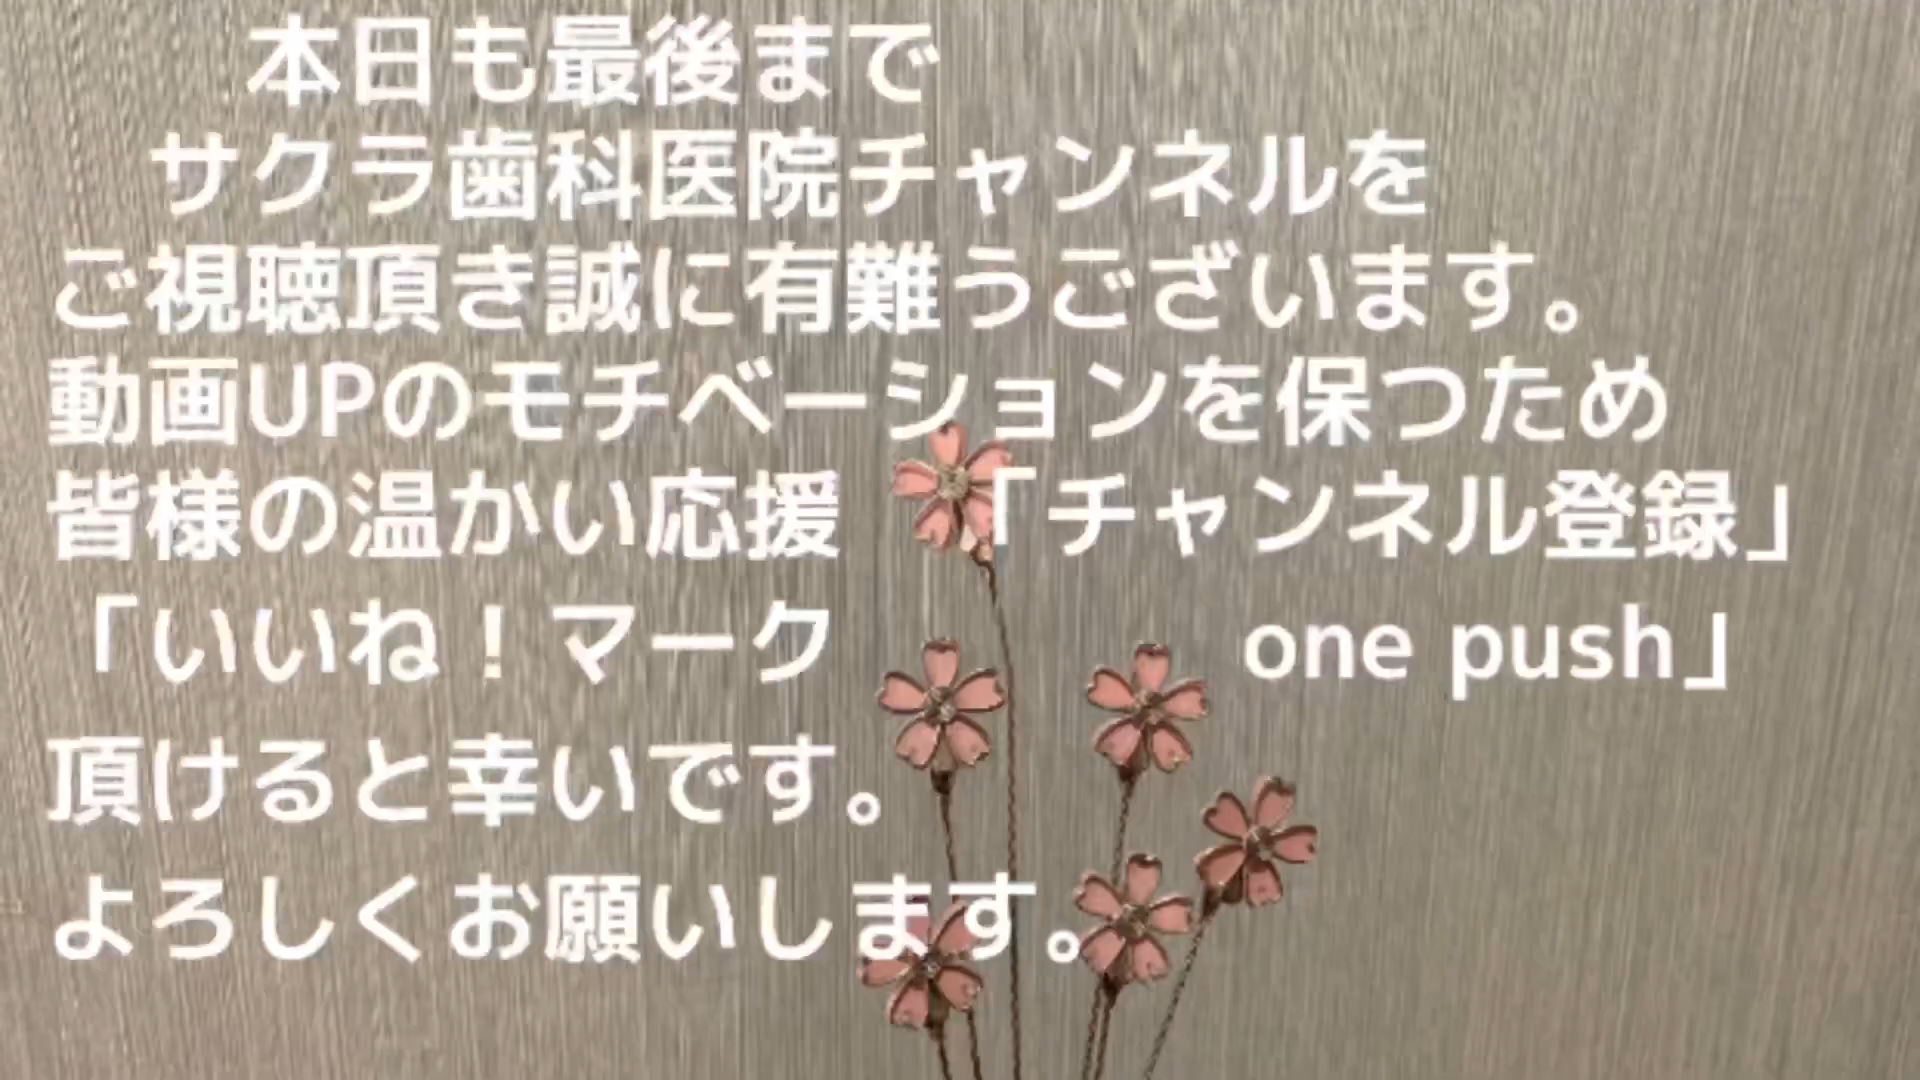 本日も最後まで
サクラ歯科医院チャンネルを
ご視聴頂き誠に有難うございます。
動画UPのモチベーションを保つため
皆様の温かい応援　「チャンネル登録」
「いいね！マーク　　　　one push」
頂けると幸いです。
よろしくお願いします。